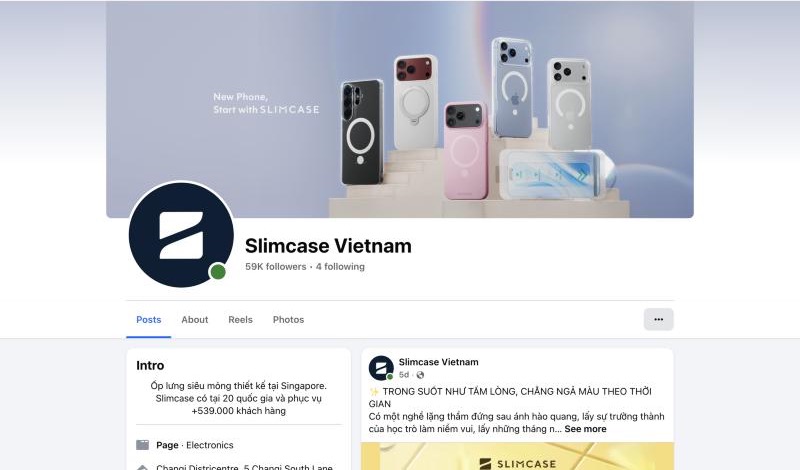 New Phone,
Start with SLIMCASE
Slimcase Vietnam
59K followers • 4 following
Posts
About
Reels
Photos
Intro
Ốp lưng siêu mỏng thiết kế tại Singapore.
Slimcase có tại 20 quốc gia và phục vụ
+539.000 khách hàng
Page · Electronics
Changi Districentre, 5 Changi South Lane,
Slimcase Vietnam
5d ·
✨ TRONG SUỐT NHƯ TẤM LÒNG, CHẲNG NGẢ MÀU THEO THỜI
GIAN
Có một nghề lặng thầm đứng sau ánh hào quang, lấy sự trưởng thành
của học trò làm niềm vui, lấy những tháng n... See more
SLIMCASE